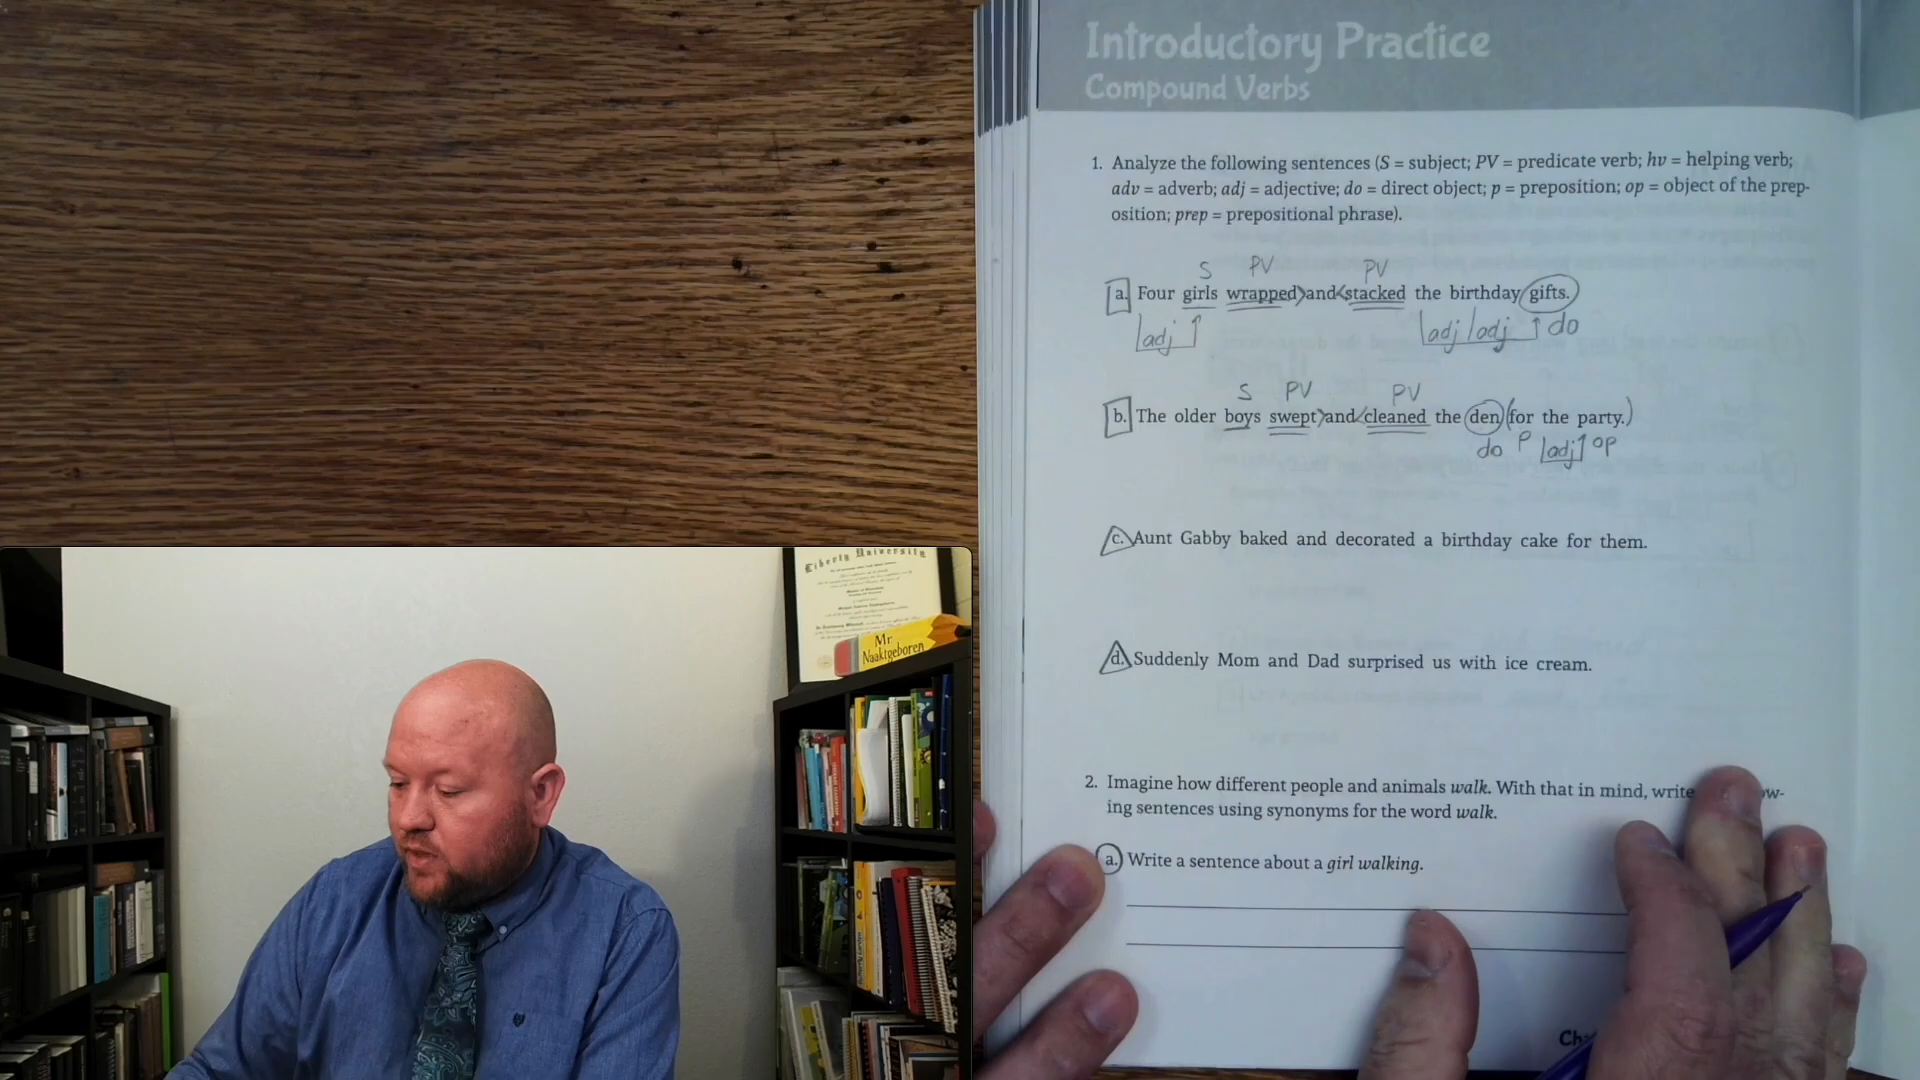 Introductory Practice
Compound Verbs
1. Analyze the following sentences (S = subject; PV = predicate verb; hv = helping verb;
adv = adverb; adj = adjective; do = direct object; p = preposition; op = object of the prep-
osition; prep = prepositional phrase).
S PV PV
a. Four girls wrapped and stacked the birthday gifts.
adj adj adj do
S PV PV
b. The older boys swept and cleaned the den (for the party.)
do P adj op
c. Aunt Gabby baked and decorated a birthday cake for them.
d. Suddenly Mom and Dad surprised us with ice cream.
2. Imagine how different people and animals walk. With that in mind, write ow-
ing sentences using synonyms for the word walk.
a. Write a sentence about a girl walking.
Liberty University
Mr
Naaktgeboren